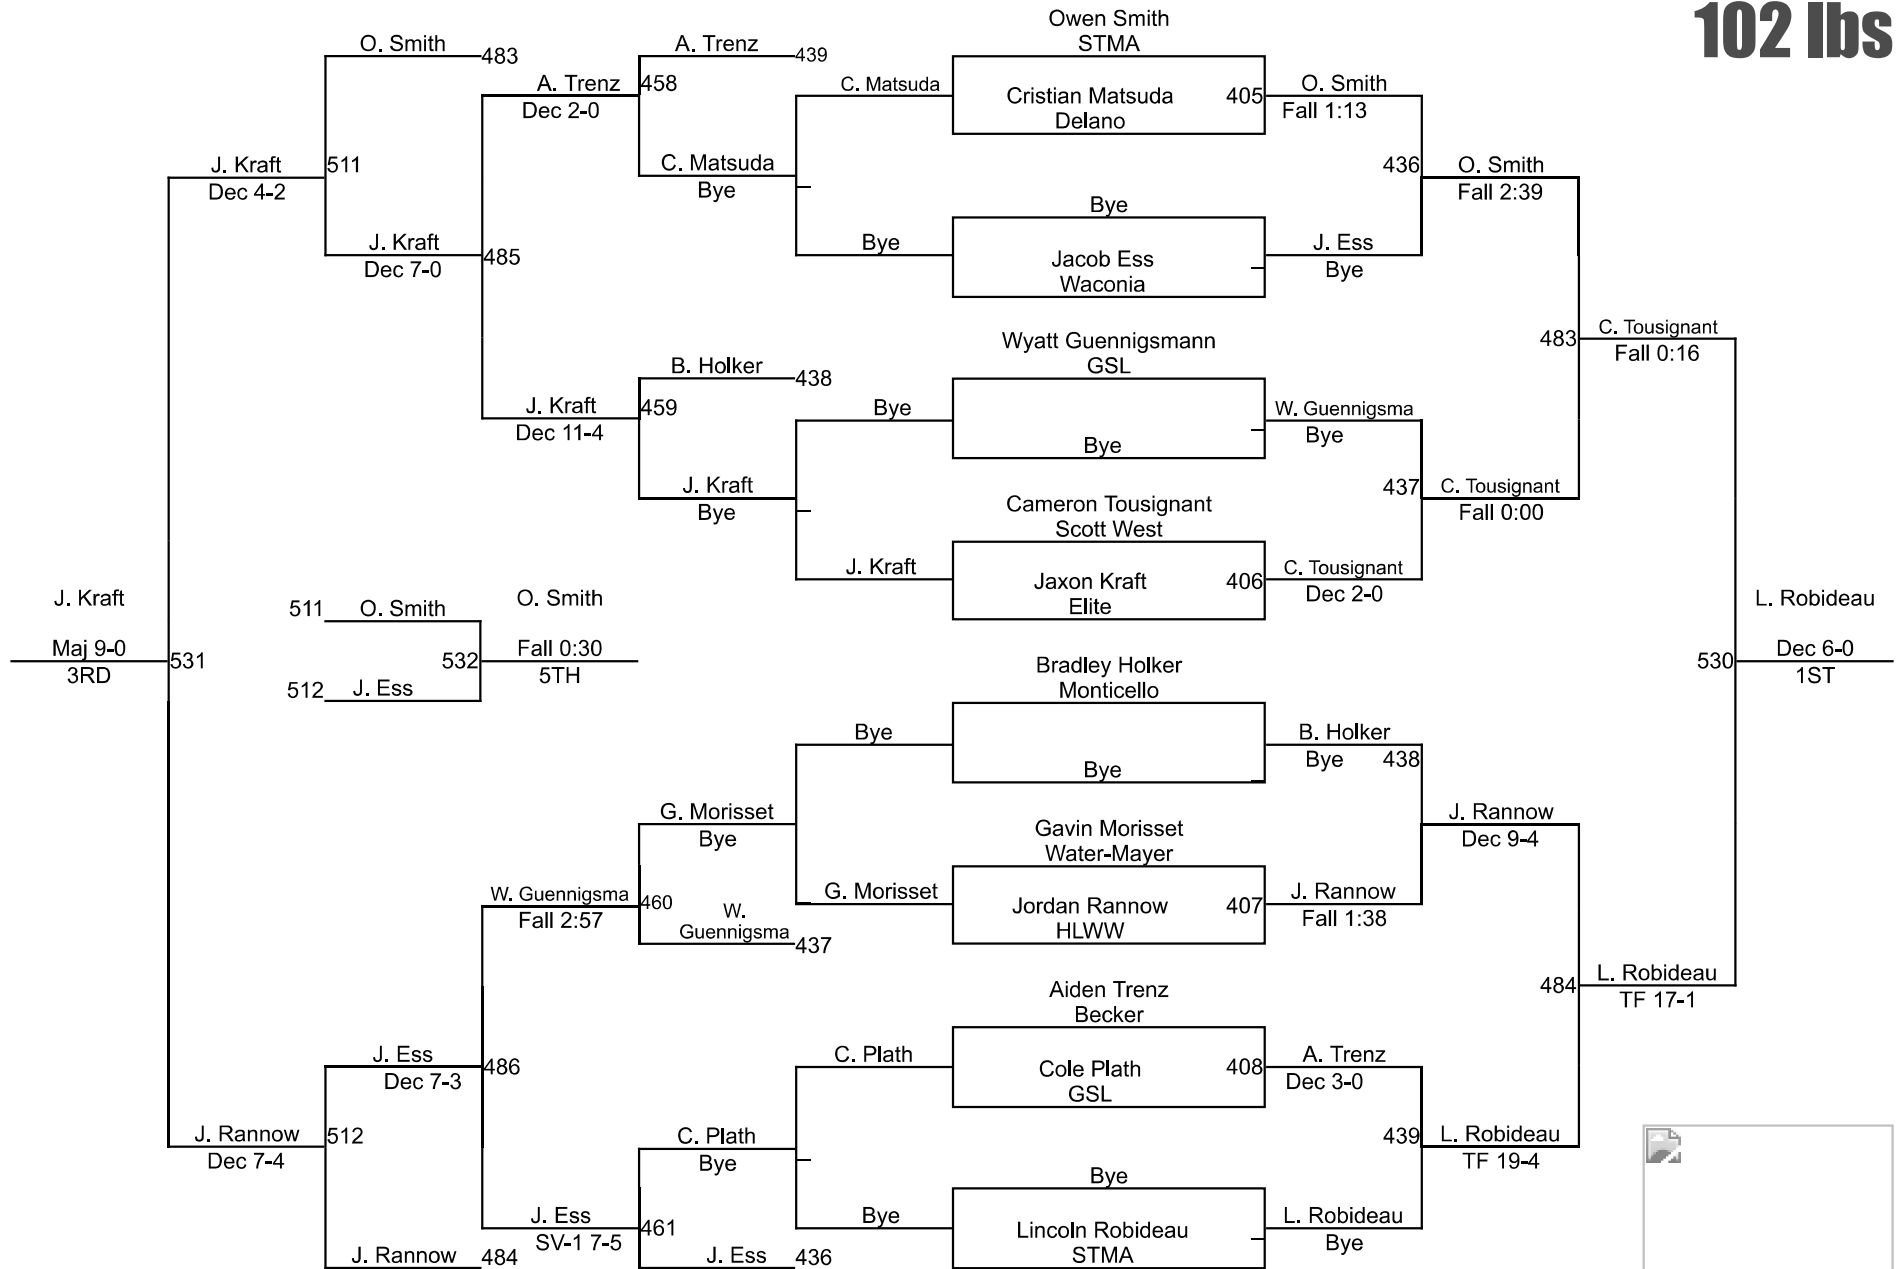 102 lbs
Owen Smith
STMA
O. Smith
483
A. Trenz
439
A. Trenz
458
Dec 2-0
C. Matsuda
Cristian Matsuda
Delano
405
O. Smith
Fall 1:13
J. Kraft
511
Dec 4-2
C. Matsuda
Bye
436
O. Smith
Fall 2:39
Bye
J. Kraft
Dec 7-0
485
Bye
Jacob Ess
Waconia
J. Ess
Bye
Wyatt Guennigsmann
GSL
483
C. Tousignant
Fall 0:16
B. Holker
438
J. Kraft
459
Dec 11-4
Bye
Bye
W. Guennigsma
Bye
J. Kraft
Bye
437
C. Tousignant
Fall 0:00
Cameron Tousignant
Scott West
J. Kraft
Jaxon Kraft
Elite
406
C. Tousignant
Dec 2-0
J. Kraft
Maj 9-0
3RD
531
511
O. Smith
O. Smith
532
Fall 0:30
5TH
512
J. Ess
L. Robideau
530
Dec 6-0
1ST
Bradley Holker
Monticello
Bye
Bye
B. Holker
Bye
438
G. Morisset
Bye
Gavin Morisset
Water-Mayer
J. Rannow
Dec 9-4
W. Guennigsma
Fall 2:57
460
W.
Guennigsma
437
G. Morisset
Jordan Rannow
HLWW
407
J. Rannow
Fall 1:38
Aiden Trenz
Becker
484
L. Robideau
TF 17-1
J. Ess
Dec 7-3
486
C. Plath
Cole Plath
GSL
408
A. Trenz
Dec 3-0
J. Rannow
Dec 7-4
512
C. Plath
Bye
439
L. Robideau
TF 19-4
Bye
J. Ess
SV-1 7-5
461
Bye
Lincoln Robideau
STMA
L. Robideau
Bye
J. Rannow
484
J. Ess
436